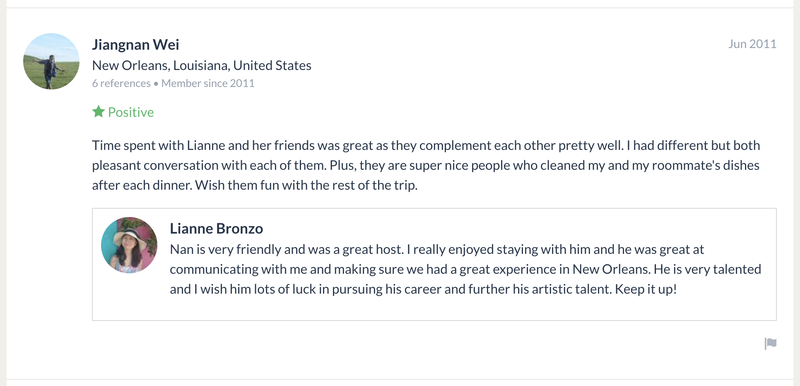 Jiangnan Wei
Jun 2011
New Orleans, Louisiana, United States
6 references • Member since 2011
Positive
Time spent with Lianne and her friends was great as they complement each other pretty well. I had different but both
pleasant conversation with each of them. Plus, they are super nice people who cleaned my and my roommate's dishes
after each dinner. Wish them fun with the rest of the trip.
Lianne Bronzo
Nan is very friendly and was a great host. I really enjoyed staying with him and he was great at
communicating with me and making sure we had a great experience in New Orleans. He is very talented
and I wish him lots of luck in pursuing his career and further his artistic talent. Keep it up!